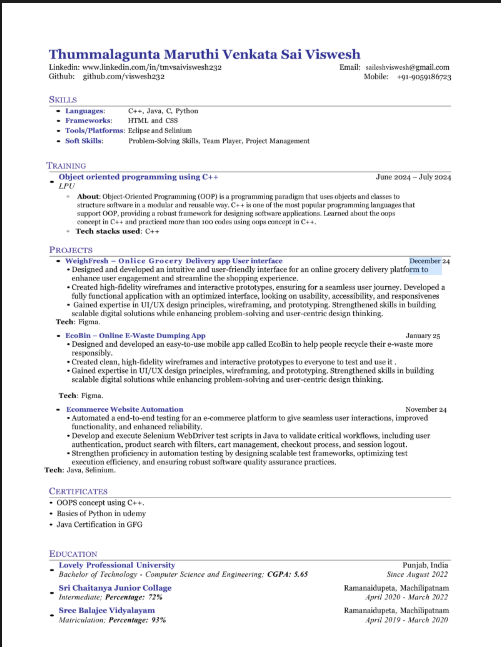 Thummalagunta Maruthi Venkata Sai Viswesh
Linkedin: www.linkedin.com/in/tmvsaiviswesh232 Email: saileshviswesh@gmail.com
Github: github.com/viswesh232 Mobile: +91-9059186723
SKILLS
• Languages: C++, Java, C, Python
• Frameworks: HTML and CSS
• Tools/Platforms: Eclipse and Selinium
• Soft Skills: Problem-Solving Skills, Team Player, Project Management
TRAINING
• Object oriented programming using C++ June 2024 – July 2024
LPU
◦ About: Object-Oriented Programming (OOP) is a programming paradigm that uses objects and classes to
structure software in a modular and reusable way. C++ is one of the most popular programming languages that
support OOP, providing a robust framework for designing software applications. Learned about the oops
concept in C++ and practiced more than 100 codes using oops concept in C++.
◦ Tech stacks used: C++
PROJECTS
• WeighFresh – Online Grocery Delivery app User interface December 24
• Designed and developed an intuitive and user-friendly interface for an online grocery delivery platform to
enhance user engagement and streamline the shopping experience.
• Created high-fidelity wireframes and interactive prototypes, ensuring for a seamless user journey. Developed a
fully functional application with an optimized interface, looking on usability, accessibility, and responsiveness
• Gained expertise in UI/UX design principles, wireframing, and prototyping. Strengthened skills in building
scalable digital solutions while enhancing problem-solving and user-centric design thinking.
Tech: Figma.
• EcoBin – Online E-Waste Dumping App January 25
• Designed and developed an easy-to-use mobile app called EcoBin to help people recycle their e-waste more
responsibly.
• Created clean, high-fidelity wireframes and interactive prototypes to everyone to test and use it .
• Gained expertise in UI/UX design principles, wireframing, and prototyping. Strengthened skills in building
scalable digital solutions while enhancing problem-solving and user-centric design thinking.
Tech: Figma.
• Ecommerce Website Automation November 24
• Automated a end-to-end testing for an e-commerce platform to give seamless user interactions, improved
functionality, and enhanced reliability.
• Develop and execute Selenium WebDriver test scripts in Java to validate critical workflows, including user
authentication, product search with filters, cart management, checkout process, and session logout.
• Strengthen proficiency in automation testing by designing scalable test frameworks, optimizing test
execution efficiency, and ensuring robust software quality assurance practices.
Tech: Java, Selinium.
CERTIFICATES
• OOPS concept using C++.
• Basics of Python in udemy
• Java Certification in GFG
EDUCATION
• Lovely Professional University Punjab, India
Bachelor of Technology - Computer Science and Engineering; CGPA: 5.65 Since August 2022
• Sri Chaitanya Junior Collage Ramanaidupeta, Machilipatnam
Intermediate; Percentage: 72% April 2020 - March 2022
• Sree Balajee Vidyalayam Ramanaidupeta, Machilipatnam
Matriculation; Percentage: 93% April 2019 - March 2020